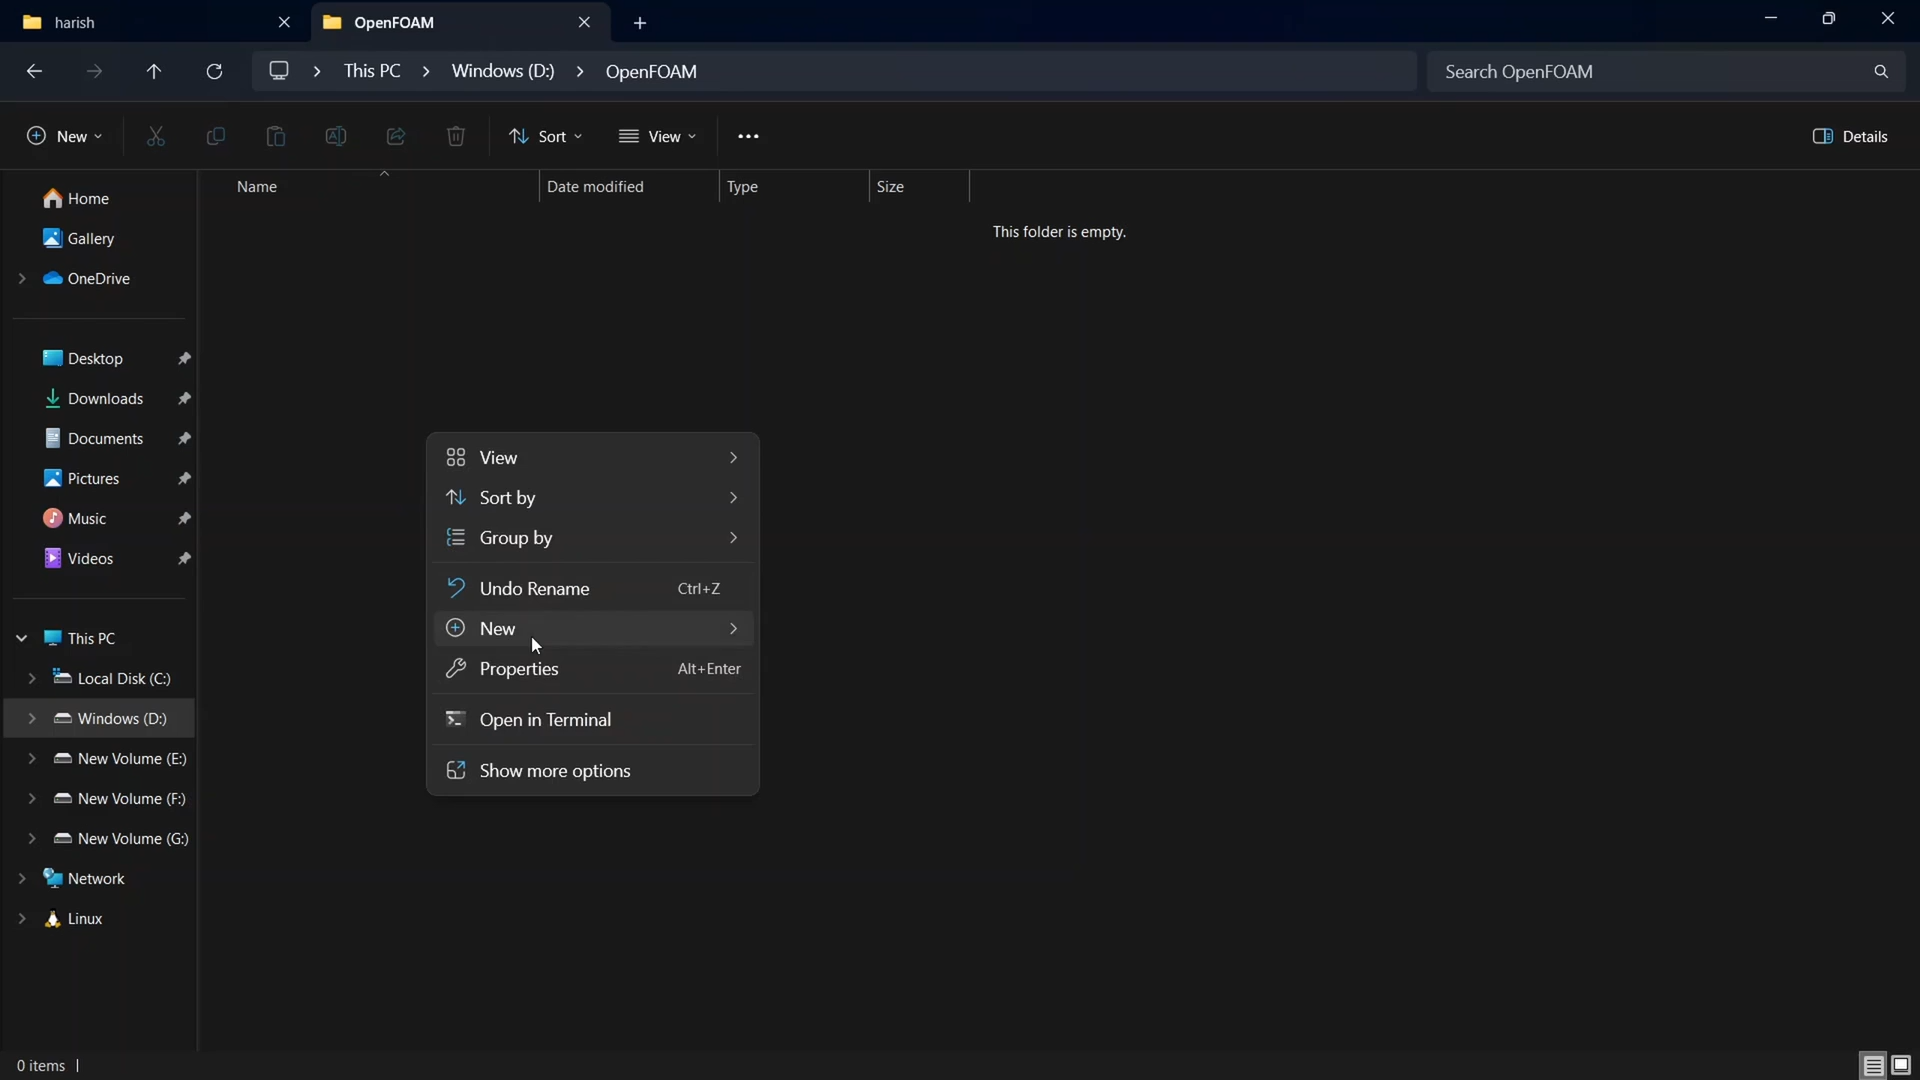 harish
OpenFOAM
This PC > Windows (D:) > OpenFOAM
Search OpenFOAM
New
Sort
View
Details
Name
Date modified
Type
Size
This folder is empty.
Home
Gallery
OneDrive
Desktop
Downloads
Documents
Pictures
Music
Videos
This PC
Local Disk (C:)
Windows (D:)
New Volume (E:)
New Volume (F:)
New Volume (G:)
Network
Linux
View
Sort by
Group by
Undo Rename Ctrl+Z
New
Properties Alt+Enter
Open in Terminal
Show more options
0 items